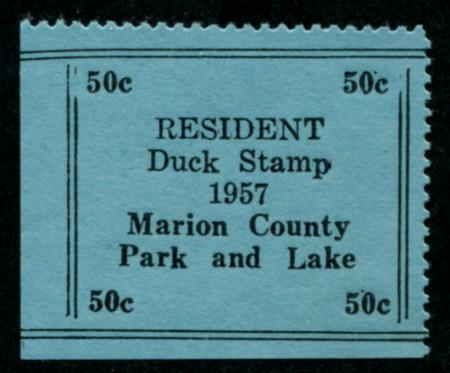 50c 50c
RESIDENT
Duck Stamp
1957
Marion County
Park and Lake
50c 50c